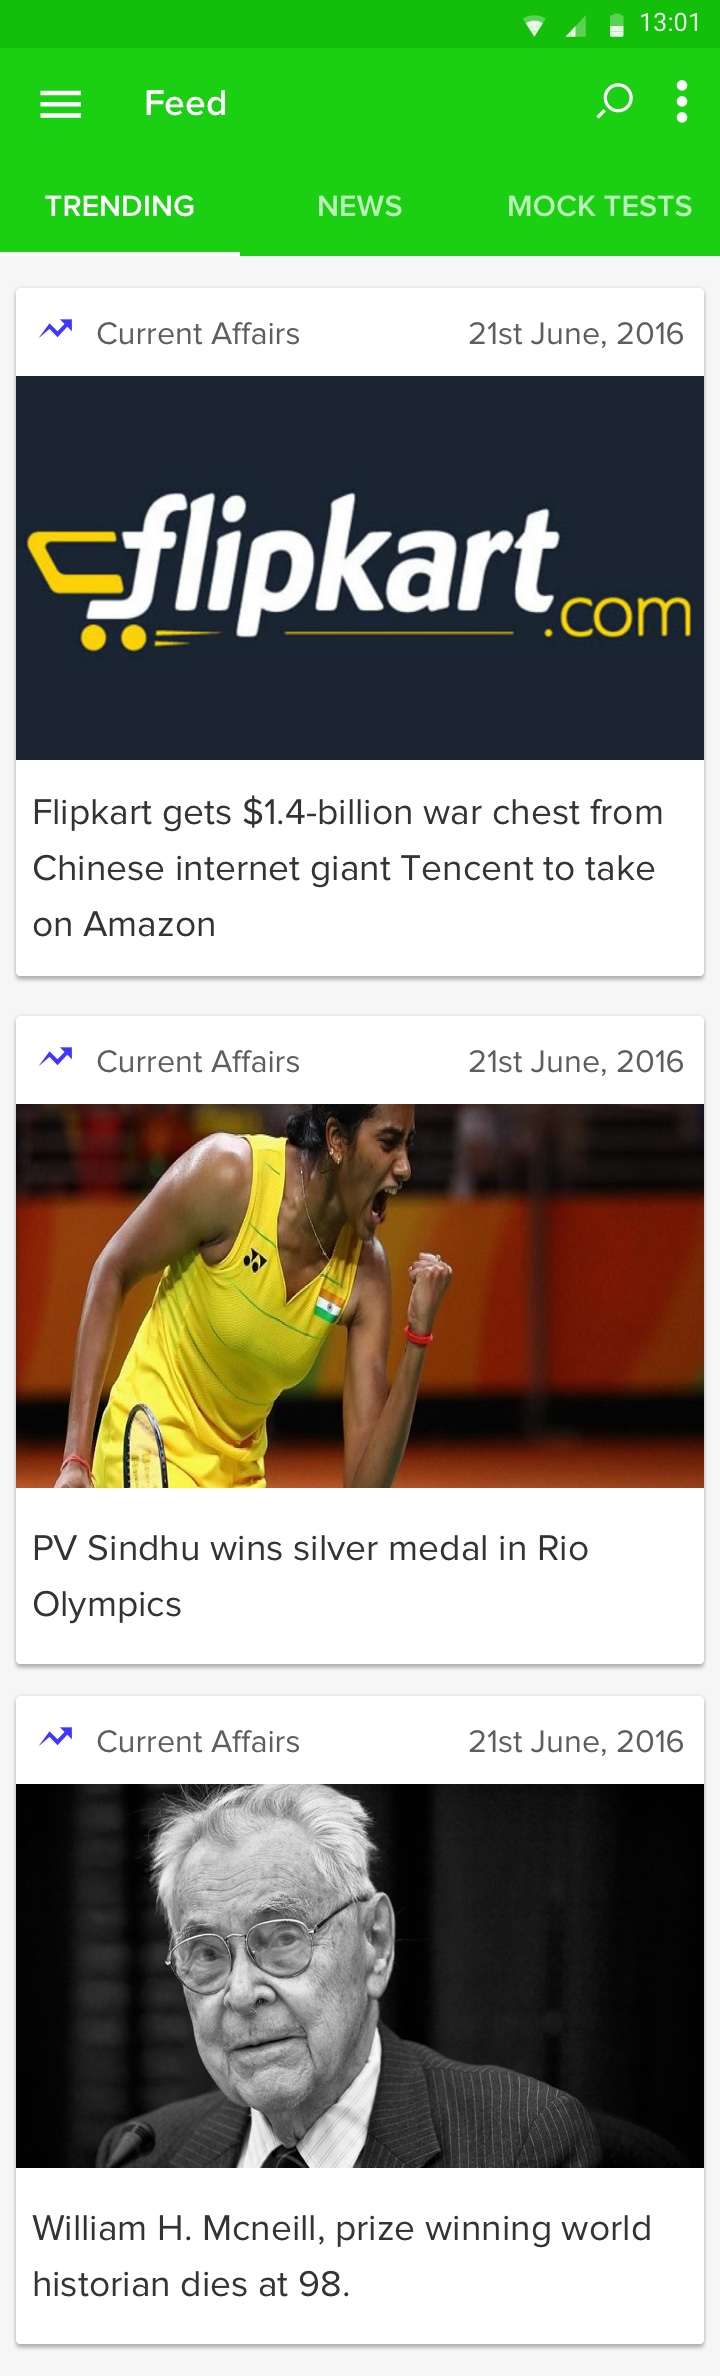 13:01
Feed
TRENDING NEWS MOCK TESTS
Current Affairs 21st June, 2016
flipkart.com
Flipkart gets $1.4-billion war chest from
Chinese internet giant Tencent to take
on Amazon
Current Affairs 21st June, 2016
PV Sindhu wins silver medal in Rio
Olympics
Current Affairs 21st June, 2016
William H. Mcneill, prize winning world
historian dies at 98.